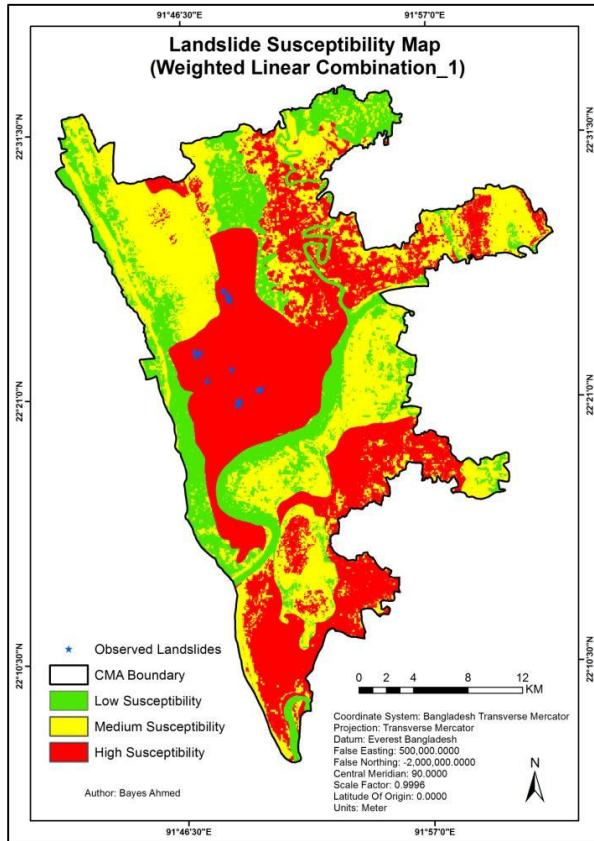 91°46'30"E 91°57'0"E
Landslide Susceptibility Map
(Weighted Linear Combination_1)
22°31'30"N 22°31'30"N
22°21'0"N 22°21'0"N
22°10'30"N 22°10'30"N
Observed Landslides
CMA Boundary
Low Susceptibility
Medium Susceptibility
High Susceptibility
Author: Bayes Ahmed
0 2 4 8 12
KM
Coordinate System: Bangladesh Transverse Mercator
Projection: Transverse Mercator
Datum: Everest Bangladesh
False Easting: 500,000.0000
False Northing: -2,000,000.0000
Central Meridian: 90.0000
Scale Factor: 0.9996
Latitude Of Origin: 0.0000
Units: Meter
N
91°46'30"E 91°57'0"E